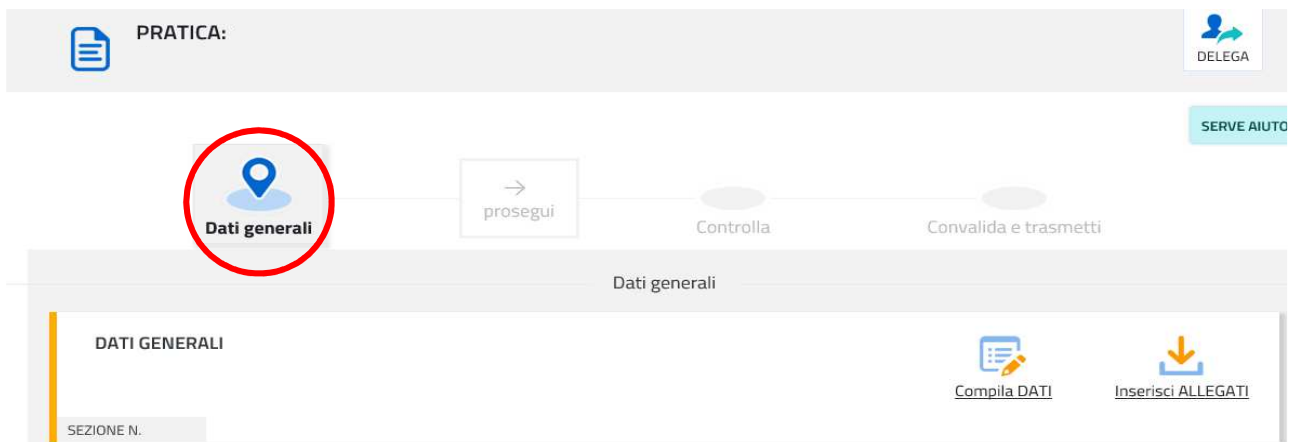 PRATICA:
DELEGA
SERVE AIUTO
Dati generali
prosegui
Controlla
Convalida e trasmetti
Dati generali
DATI GENERALI
Compila DATI
Inserisci ALLEGATI
SEZIONE N.